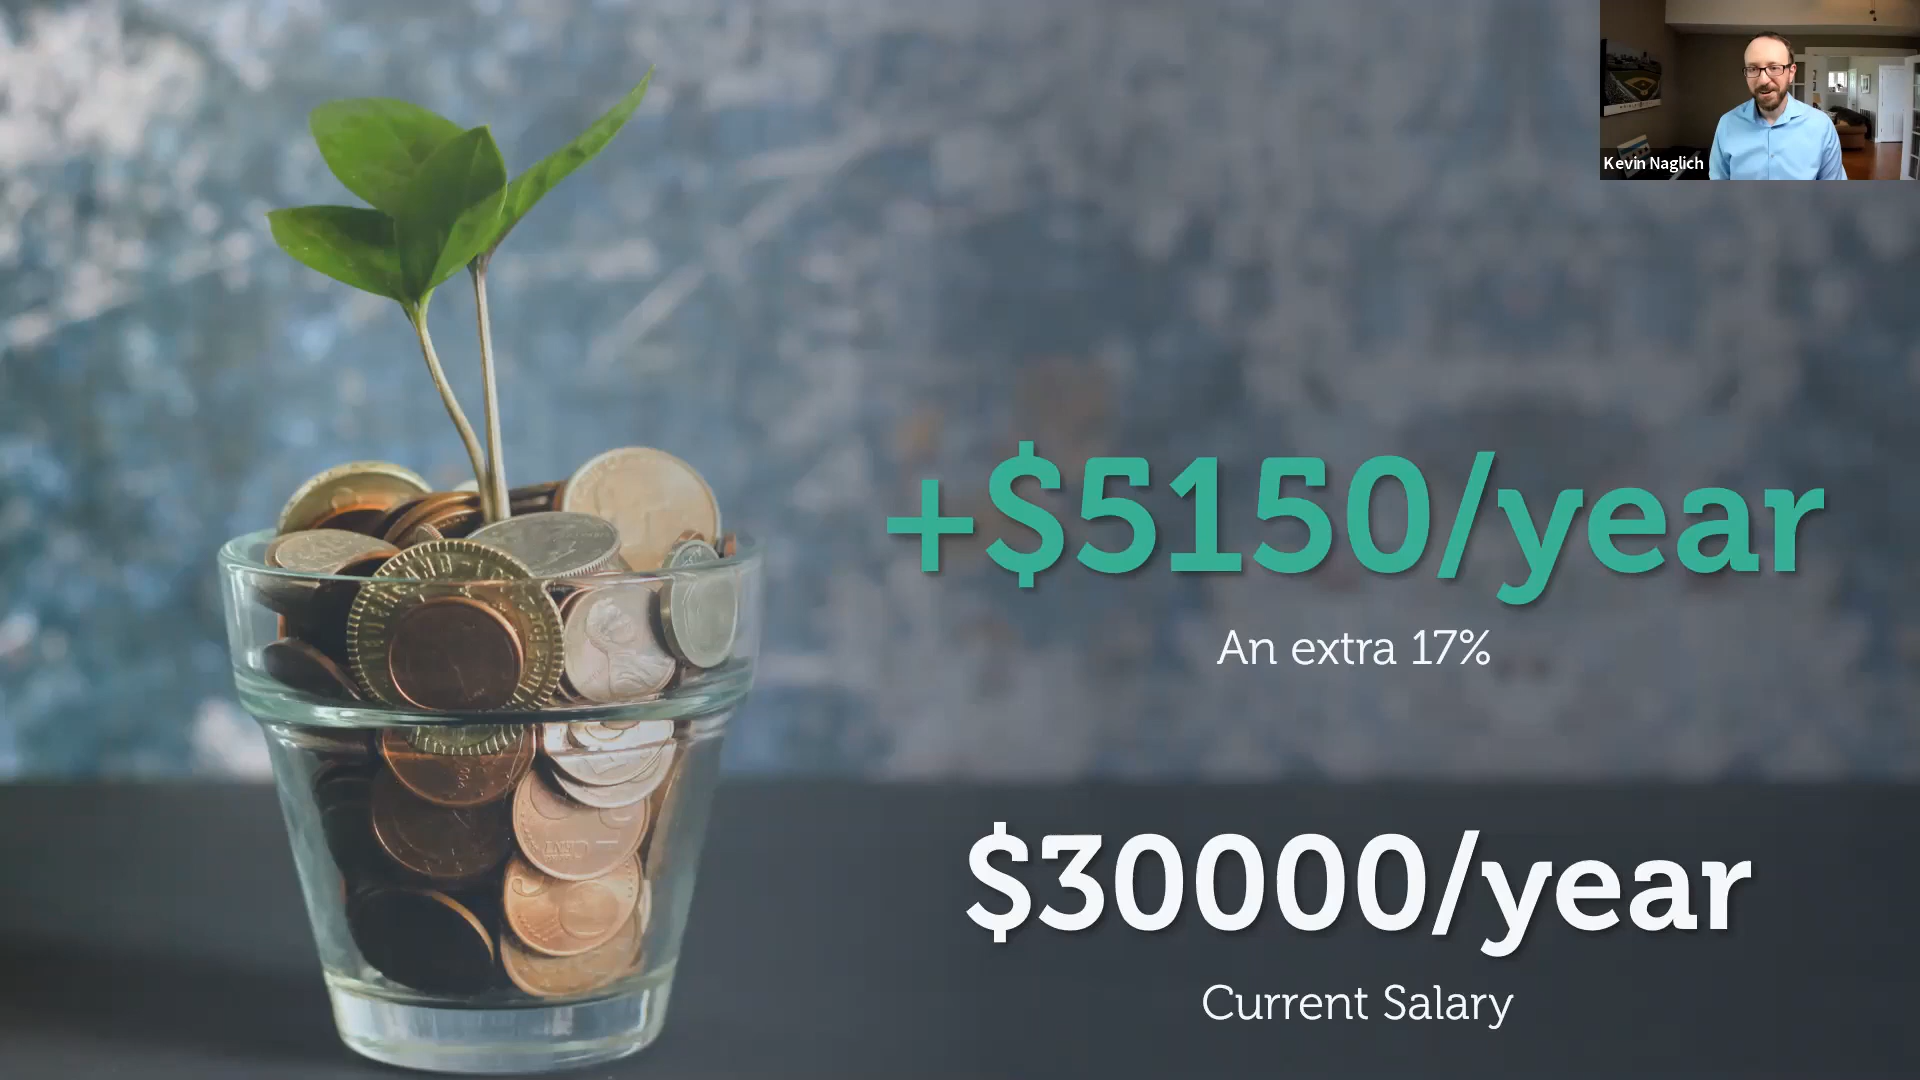 Kevin Naglich
+$5150/year
An extra 17%
$30000/year
Current Salary